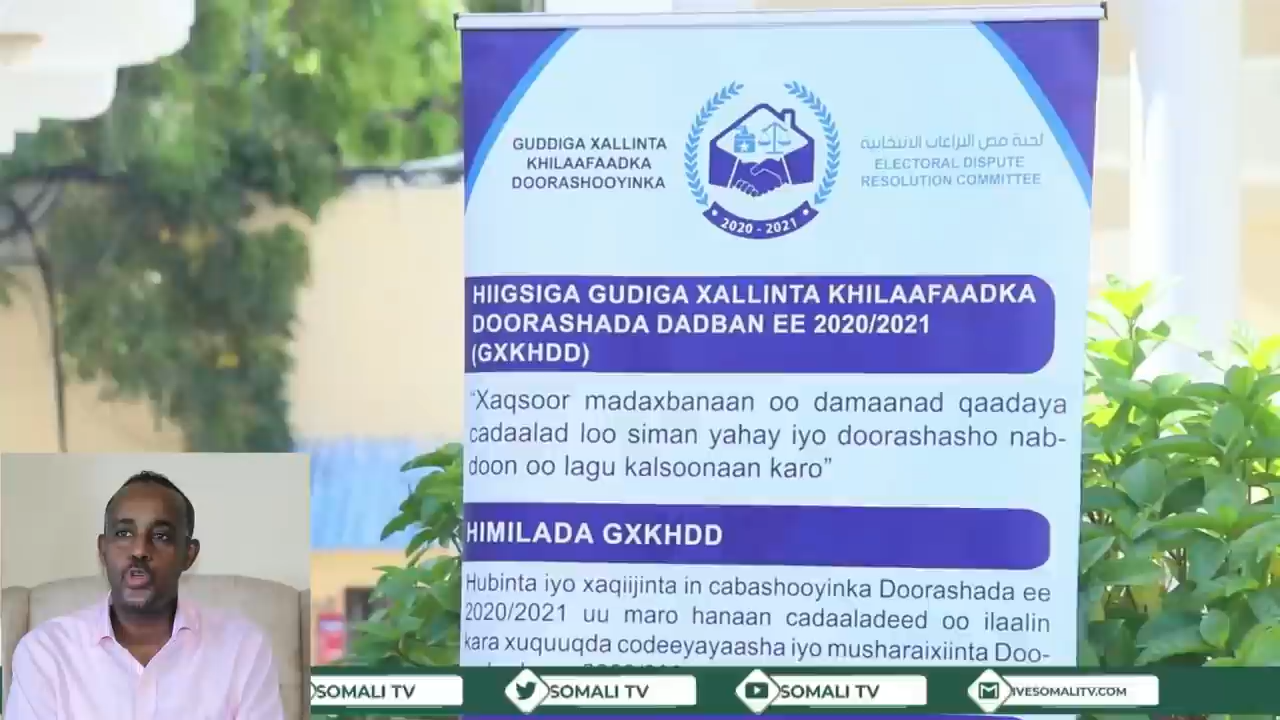 GUDDIGA XALLINTA
KHILAAFAADKA
DOORASHOOYINKA
2020 - 2021
لجنة فض النزاعات الانتخابية
ELECTORAL DISPUTE
RESOLUTION COMMITTEE
HIIGSIGA GUDIGA XALLINTA KHILAAFAADKA
DOORASHADA DADBAN EE 2020/2021
(GXKHDD)
“Xaqsoor madaxbanaan oo damaanad qaadaya
cadaalad loo siman yahay iyo doorashasho nab-
doon oo lagu kalsoonaan karo”
HIMILADA GXKHDD
Hubinta iyo xaqiijinta in cabashooyinka Doorashada ee
2020/2021 uu maro hanaan cadaaladeed oo ilaalin
kara xuquuqda codeeyayaasha iyo musharaixiinta Doo-
SOMALI TV
SOMALI TV
SOMALI TV
IVESOMALITV.COM